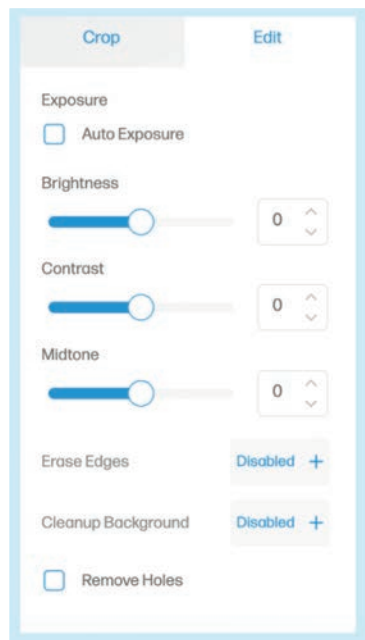 Crop Edit
Exposure
Auto Exposure
Brightness
0
Contrast
0
Midtone
0
Erase Edges Disabled +
Cleanup Background Disabled +
Remove Holes